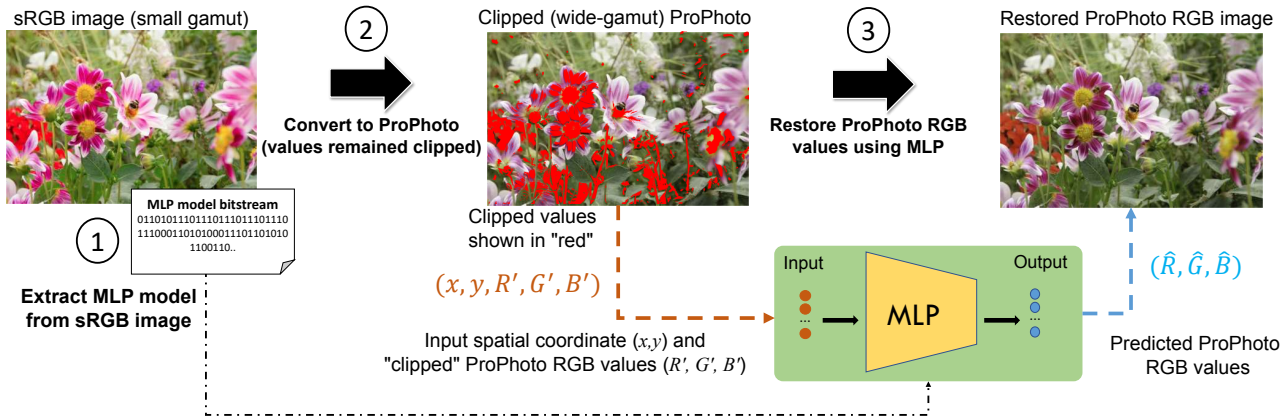 sRGB image (small gamut)
2
Clipped (wide-gamut) ProPhoto
3
Restored ProPhoto RGB image
Convert to ProPhoto
(values remained clipped)
Restore ProPhoto RGB
values using MLP
MLP model bitstream
01101011101110111011101110
11100011010100011101101010
1100110..
1
Extract MLP model
from sRGB image
Clipped values
shown in "red"
(x, y, R′, G′, B′)
Input spatial coordinate (x,y) and
"clipped" ProPhoto RGB values (R′, G′, B′)
Input
...
MLP
Output
...
(R̂, Ĝ, B̂)
Predicted ProPhoto
RGB values